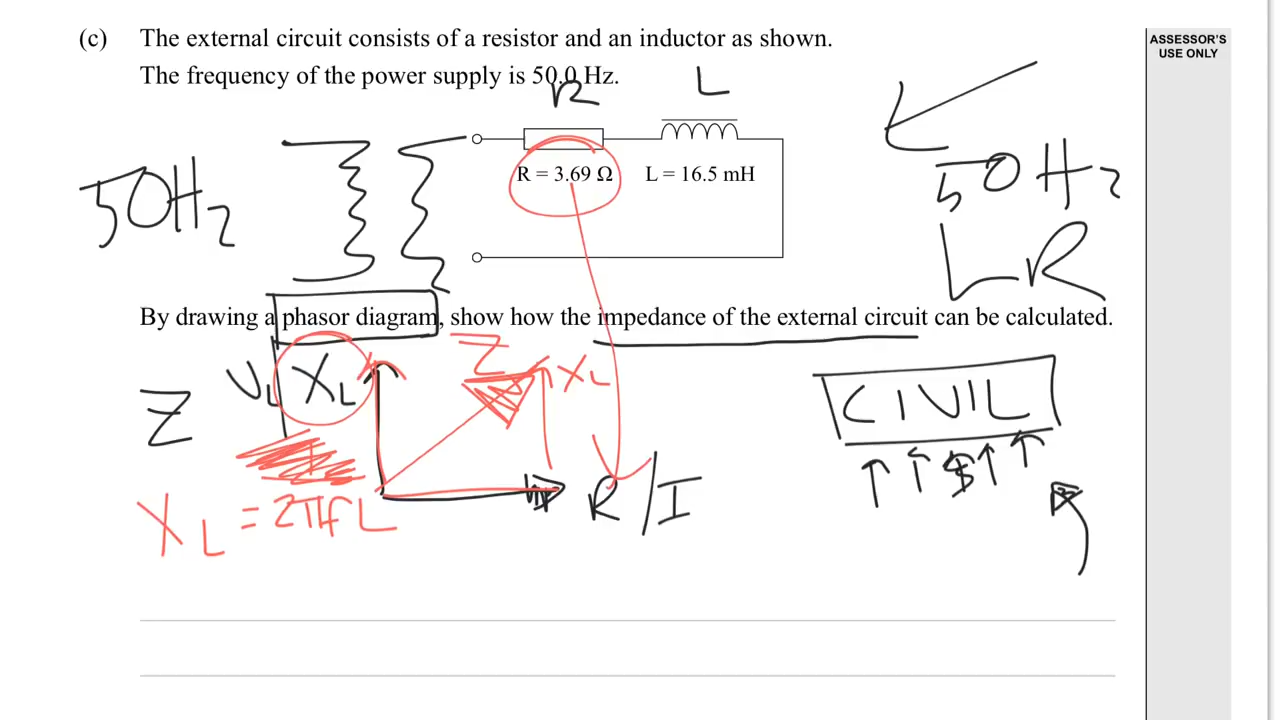 (c) The external circuit consists of a resistor and an inductor as shown.
ASSESSOR'S
USE ONLY
The frequency of the power supply is 50.0 Hz.
R
L
R = 3.69 Ω
L = 16.5 mH
50Hz
50Hz
LR
By drawing a phasor diagram, show how the impedance of the external circuit can be calculated.
Z
VL
XL
Z
XL
CIVIL
R/I
XL = 2πfL